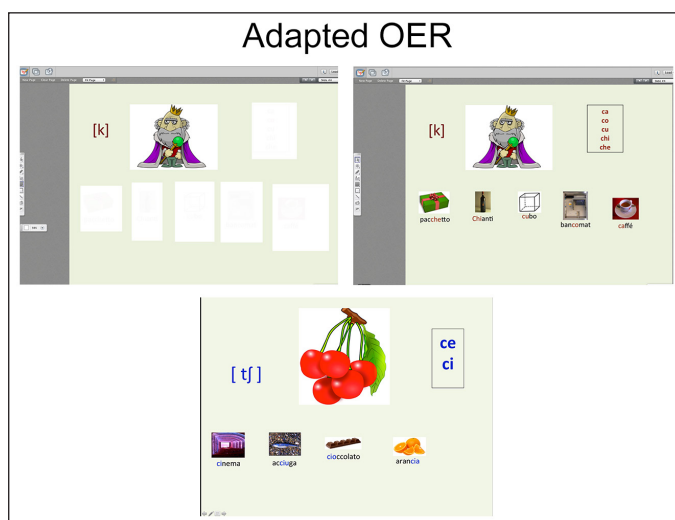 Adapted OER
[k]
[k]
ca
co
cu
chi
che
pacchetto
Chianti
cubo
bancomat
caffé
[ tʃ ]
ce
ci
cinema
acciuga
cioccolato
arancia